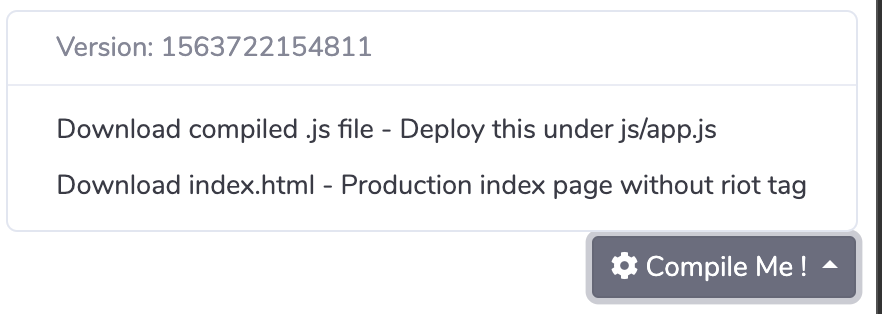 Version: 1563722154811
Download compiled .js file - Deploy this under js/app.js
Download index.html - Production index page without riot tag
Compile Me !